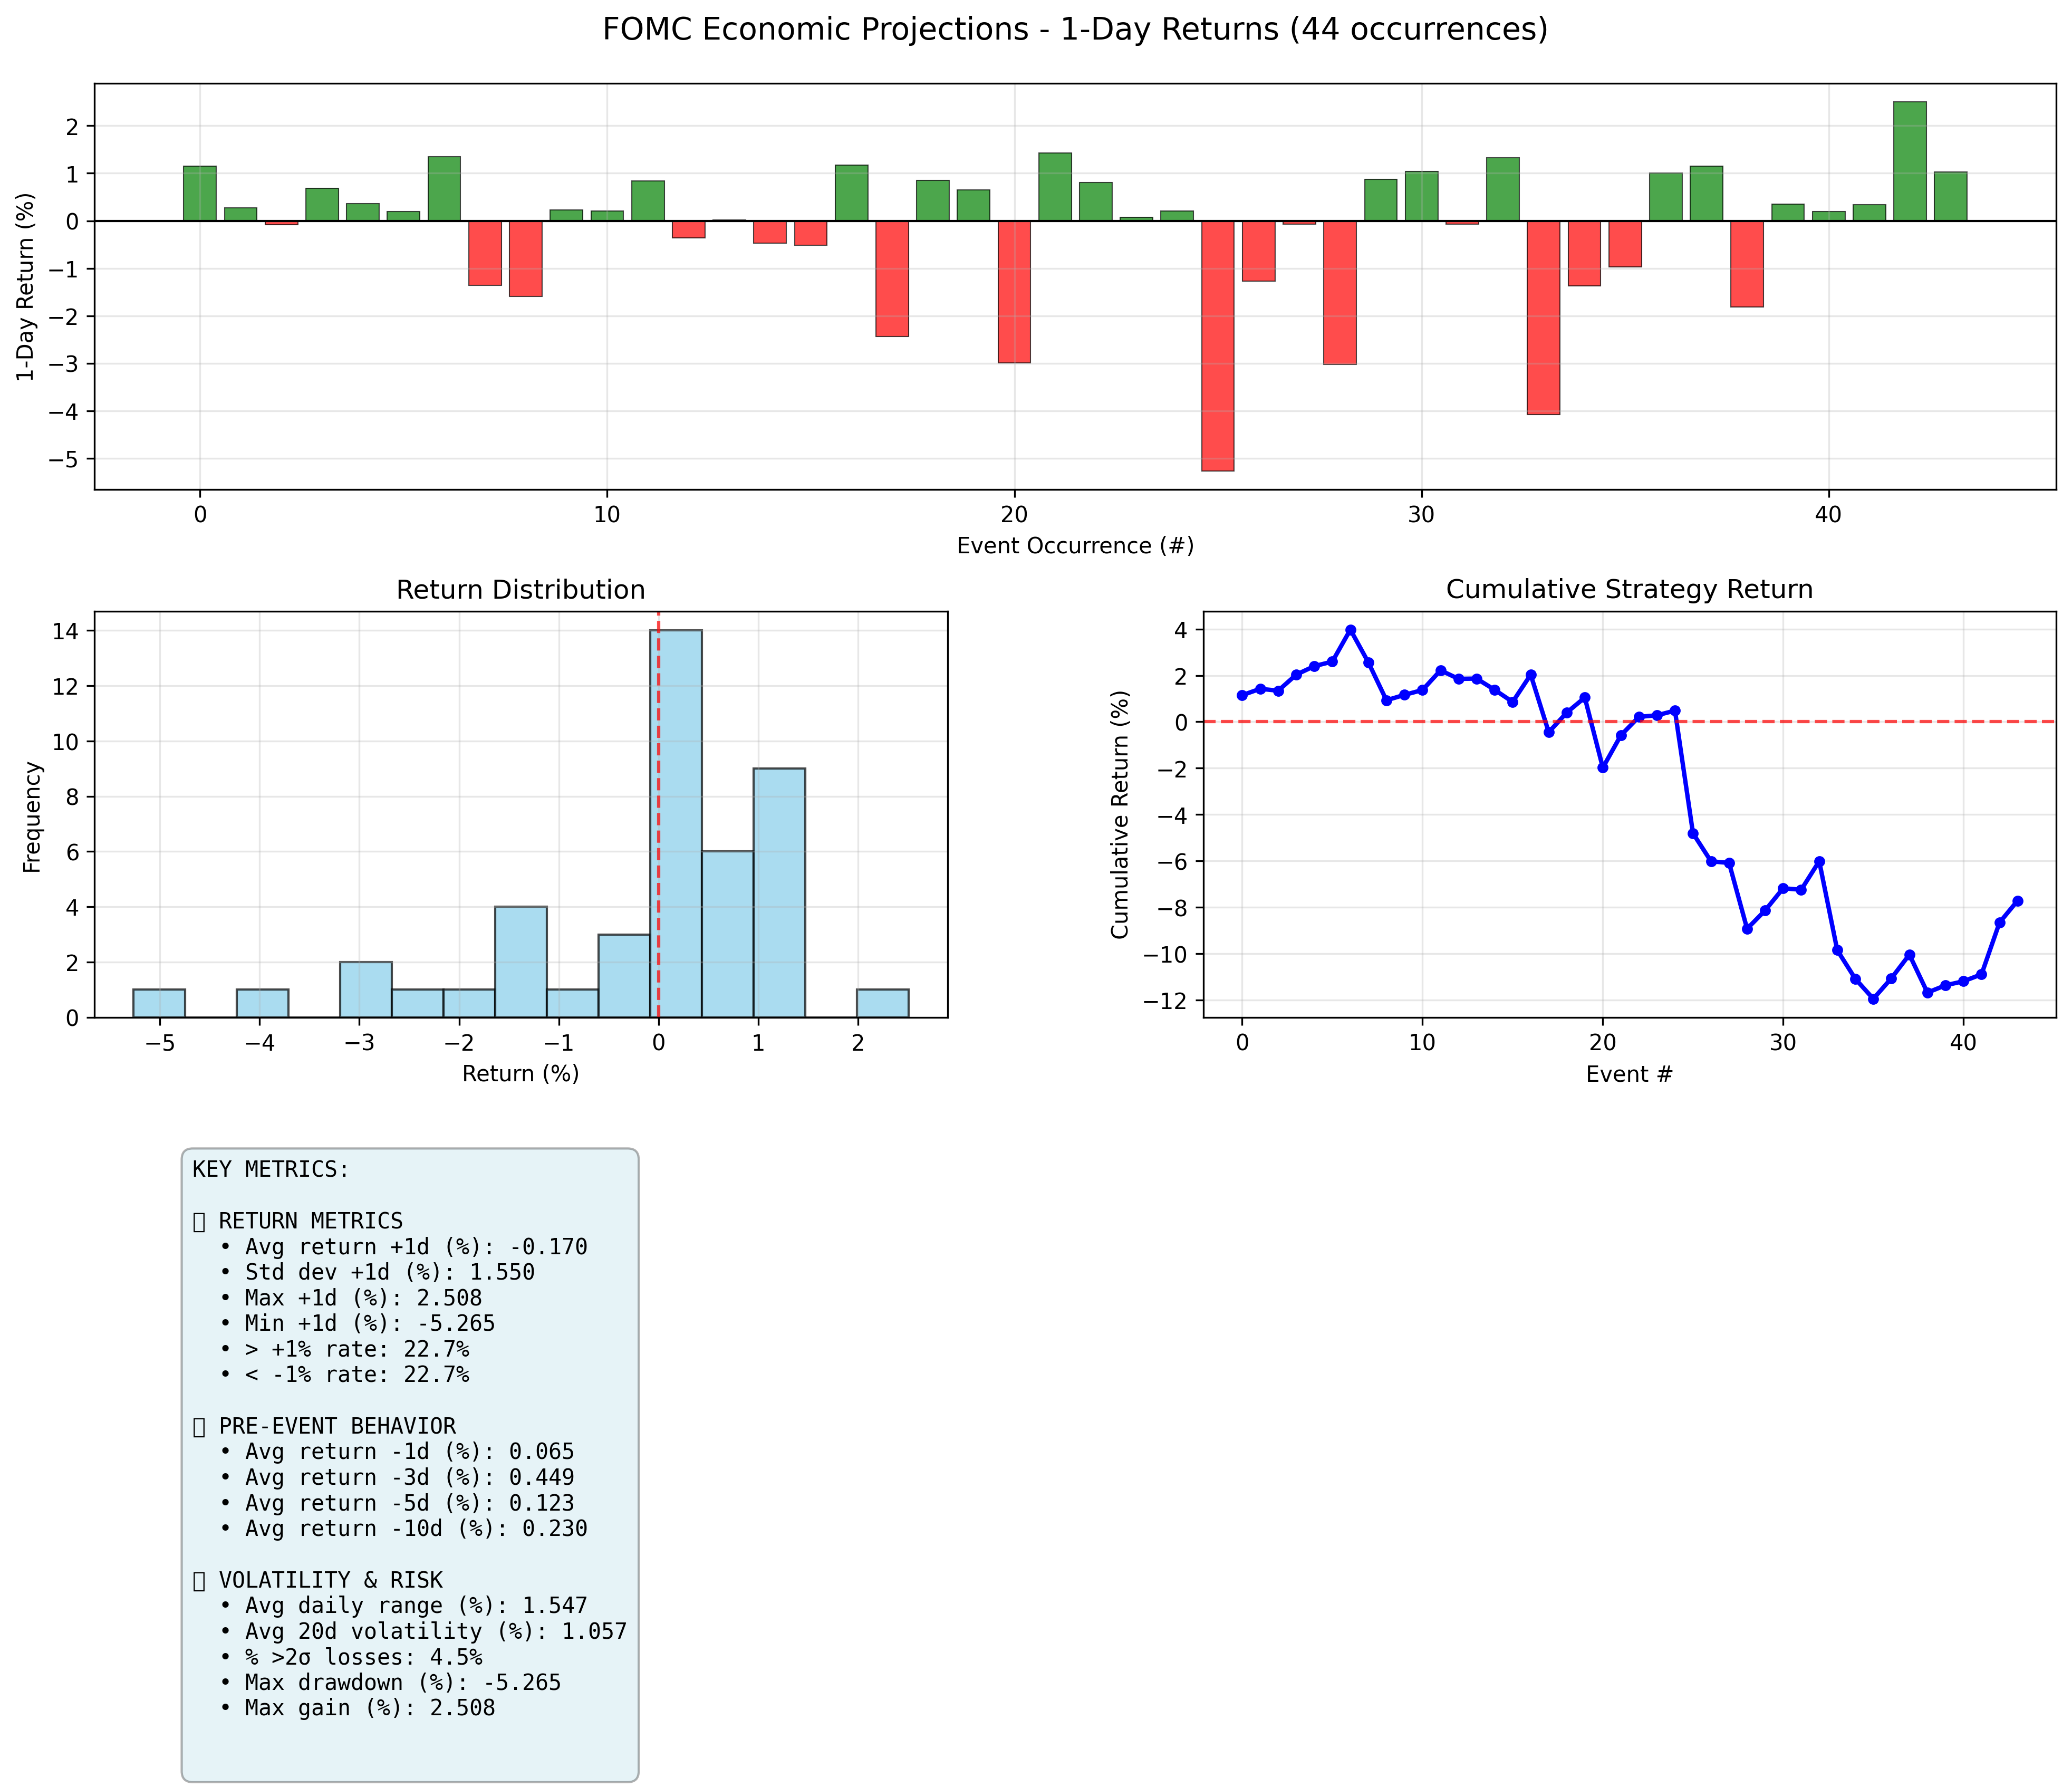 FOMC Economic Projections - 1-Day Returns (44 occurrences)
1-Day Return (%)
2
1
0
−1
−2
−3
−4
−5
0 10 20 30 40
Event Occurrence (#)
Return Distribution
Frequency
14
12
10
8
6
4
2
0
−5 −4 −3 −2 −1 0 1 2
Return (%)
Cumulative Strategy Return
Cumulative Return (%)
4
2
0
−2
−4
−6
−8
−10
−12
0 10 20 30 40
Event #
KEY METRICS:
RETURN METRICS
• Avg return +1d (%): -0.170
• Std dev +1d (%): 1.550
• Max +1d (%): 2.508
• Min +1d (%): -5.265
• > +1% rate: 22.7%
• < -1% rate: 22.7%
PRE-EVENT BEHAVIOR
• Avg return -1d (%): 0.065
• Avg return -3d (%): 0.449
• Avg return -5d (%): 0.123
• Avg return -10d (%): 0.230
VOLATILITY & RISK
• Avg daily range (%): 1.547
• Avg 20d volatility (%): 1.057
• % >2σ losses: 4.5%
• Max drawdown (%): -5.265
• Max gain (%): 2.508